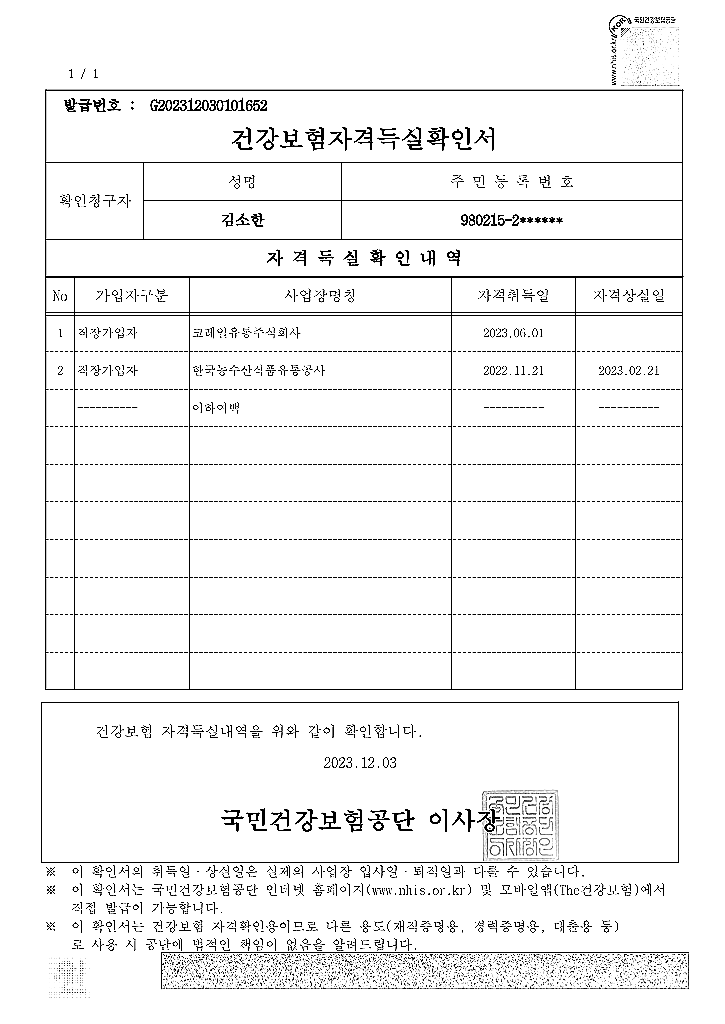 국민건강보험공단
www.nhis.or.kr
1 / 1
발급번호 : G202312030101652
건강보험자격득실확인서
확인청구자 성명 주 민 등 록 번 호
김소한 980215-2******
자 격 득 실 확 인 내 역
No 가입자구분 사업장명칭 자격취득일 자격상실일
1 직장가입자 코레일유통주식회사 2023.06.01
2 직장가입자 한국농수산식품유통공사 2022.11.21 2023.02.21
---------- 이하여백 ---------- ----------
건강보험 자격득실내역을 위와 같이 확인합니다.
2023.12.03
국민건강보험공단 이사장
※ 이 확인서의 취득일·상실일은 실제의 사업장 입사일·퇴직일과 다를 수 있습니다.
※ 이 확인서는 국민건강보험공단 인터넷 홈페이지(www.nhis.or.kr) 및 모바일앱(The건강보험)에서
직접 발급이 가능합니다.
※ 이 확인서는 건강보험 자격확인용이므로 다른 용도(재직증명용, 경력증명용, 대출용 등)
로 사용 시 공단에 법적인 책임이 없음을 알려드립니다.